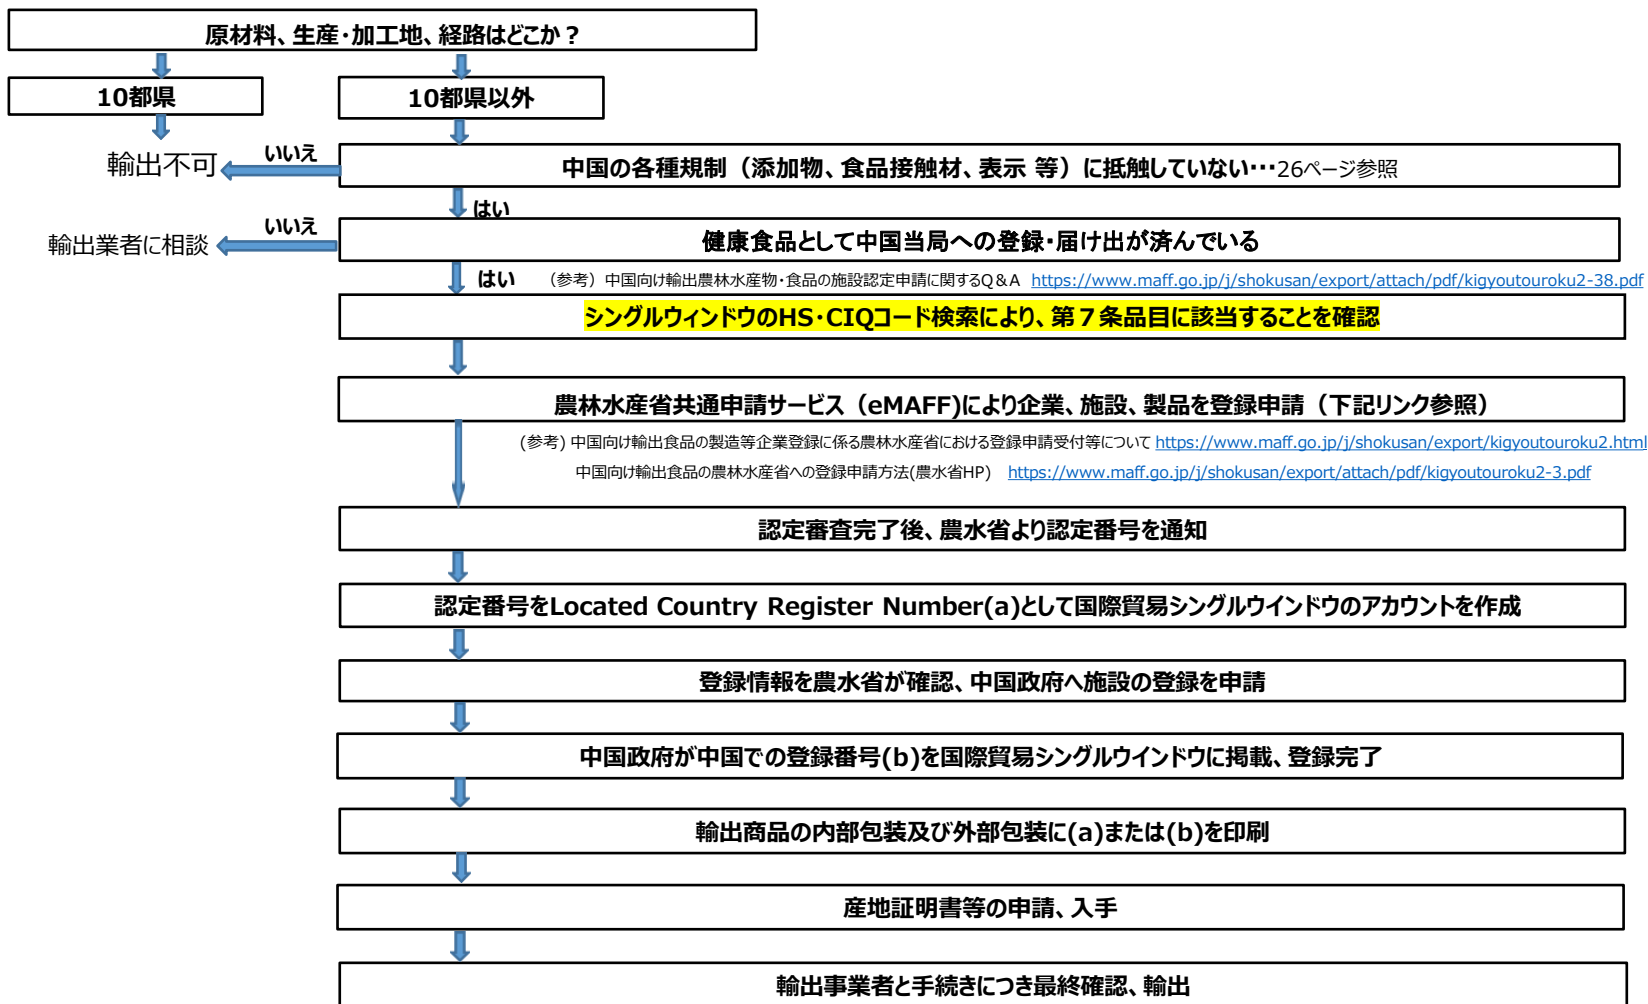 原材料、生産・加工地、経路はどこか？
10都県
10都県以外
輸出不可
いいえ
中国の各種規制（添加物、食品接触材、表示 等）に抵触していない・・・26ページ参照
はい
輸出業者に相談
いいえ
健康食品として中国当局への登録・届け出が済んでいる
はい
（参考）中国向け輸出農林水産物・食品の施設認定申請に関するQ＆A https://www.maff.go.jp/j/shokusan/export/attach/pdf/kigyoutouroku2-38.pdf
シングルウィンドウのHS・CIQコード検索により、第７条品目に該当することを確認
農林水産省共通申請サービス（eMAFF)により企業、施設、製品を登録申請（下記リンク参照）
(参考) 中国向け輸出食品の製造等企業登録に係る農林水産省における登録申請受付等について https://www.maff.go.jp/j/shokusan/export/kigyoutouroku2.html
中国向け輸出食品の農林水産省への登録申請方法(農水省HP) https://www.maff.go.jp/j/shokusan/export/attach/pdf/kigyoutouroku2-3.pdf
認定審査完了後、農水省より認定番号を通知
認定番号をLocated Country Register Number(a)として国際貿易シングルウインドウのアカウントを作成
登録情報を農水省が確認、中国政府へ施設の登録を申請
中国政府が中国での登録番号(b)を国際貿易シングルウインドウに掲載、登録完了
輸出商品の内部包装及び外部包装に(a)または(b)を印刷
産地証明書等の申請、入手
輸出事業者と手続きにつき最終確認、輸出